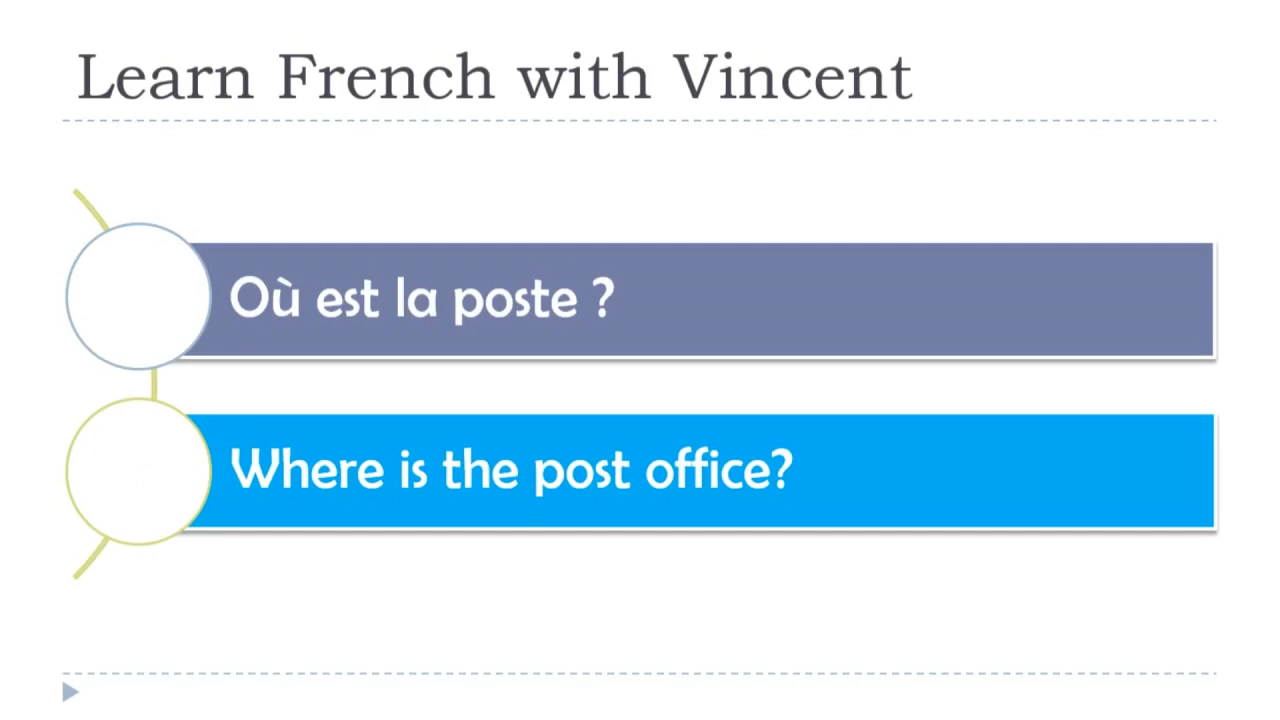 Learn French with Vincent
Où est la poste ?
Where is the post office?